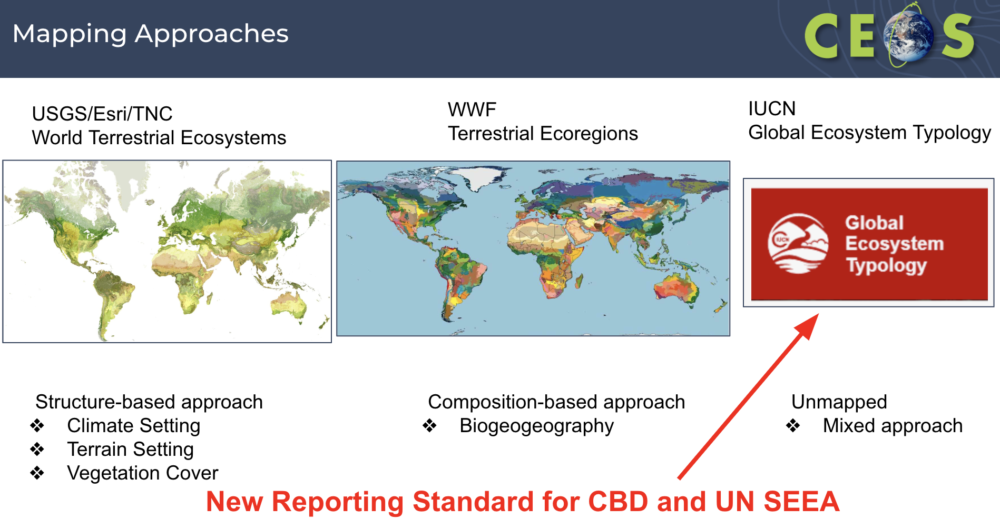 Mapping Approaches
CEOS
USGS/Esri/TNC
World Terrestrial Ecosystems
WWF
Terrestrial Ecoregions
IUCN
Global Ecosystem Typology
IUCN
Global
Ecosystem
Typology
Structure-based approach
❖ Climate Setting
❖ Terrain Setting
❖ Vegetation Cover
Composition-based approach
❖ Biogeogeography
Unmapped
❖ Mixed approach
New Reporting Standard for CBD and UN SEEA